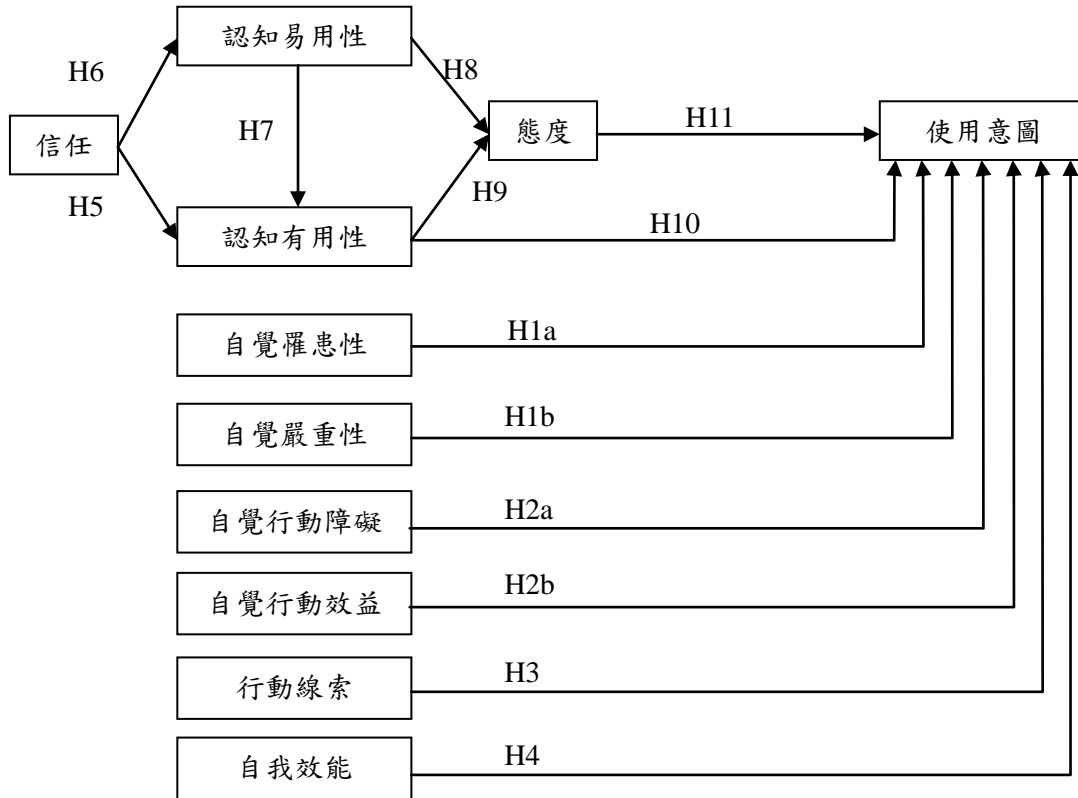 認知易用性
H6
H8
H7
H11
信任
態度
使用意圖
H5
H9
認知有用性
H10
自覺罹患性
H1a
自覺嚴重性
H1b
自覺行動障礙
H2a
自覺行動效益
H2b
行動線索
H3
自我效能
H4